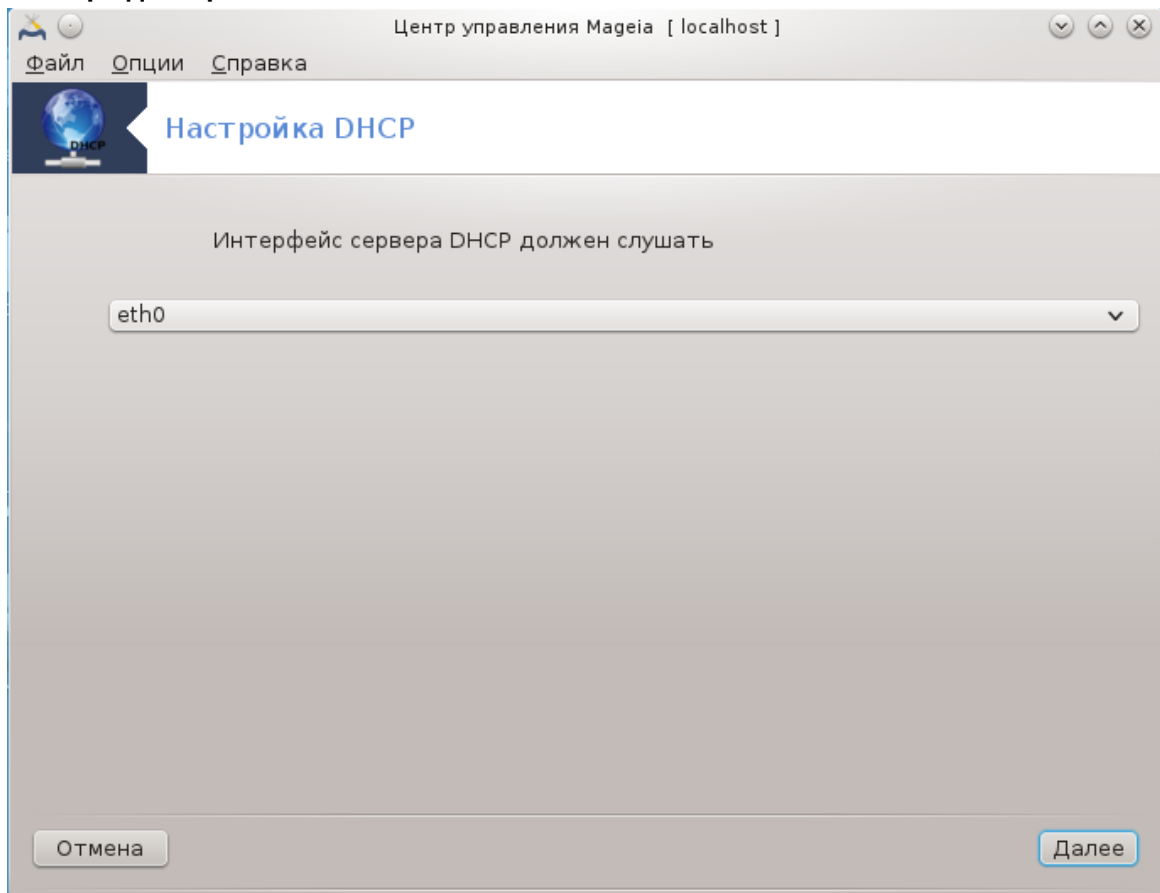 Центр управления Mageia [ localhost ]
Файл Опции Справка
DHCP
Настройка DHCP
Интерфейс сервера DHCP должен слушать
eth0
Отмена
Далее